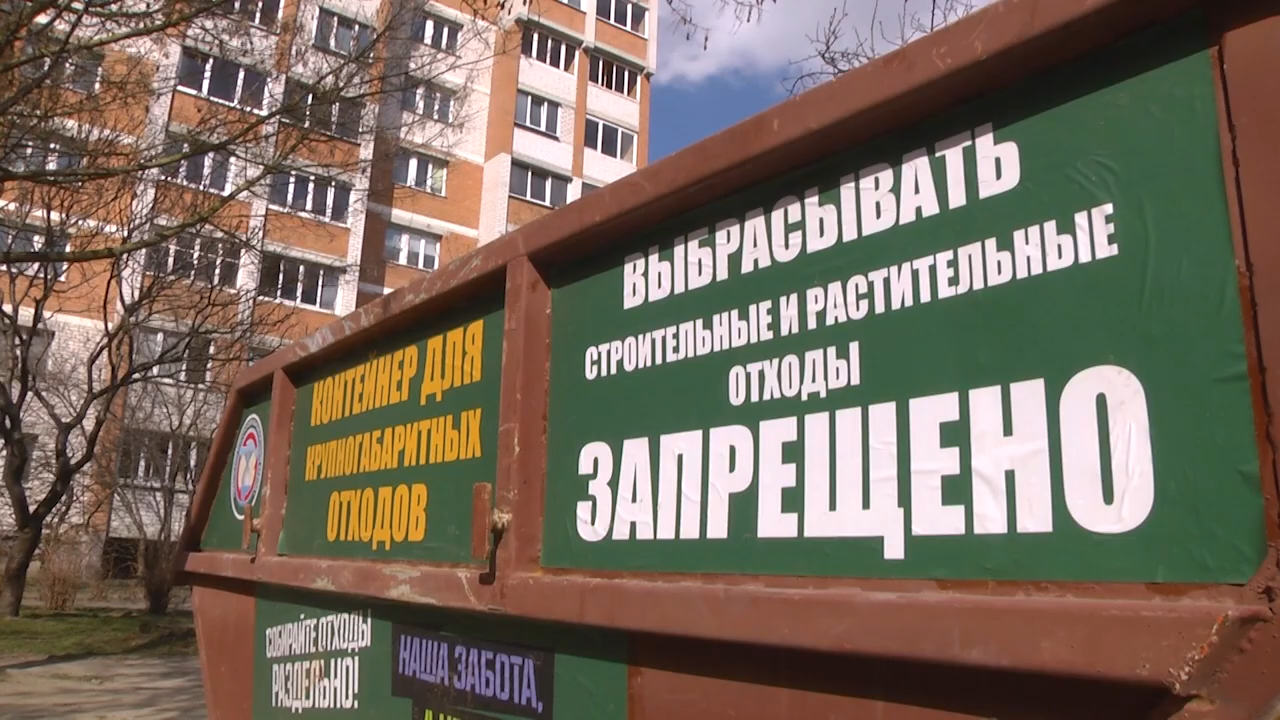 КОНТЕЙНЕР ДЛЯ
КРУПНОГАБАРИТНЫХ
ОТХОДОВ
ВЫБРАСЫВАТЬ
СТРОИТЕЛЬНЫЕ И РАСТИТЕЛЬНЫЕ
ОТХОДЫ
ЗАПРЕЩЕНО
СОБИРАЙТЕ ОТХОДЫ
РАЗДЕЛЬНО!
НАША ЗАБОТА,